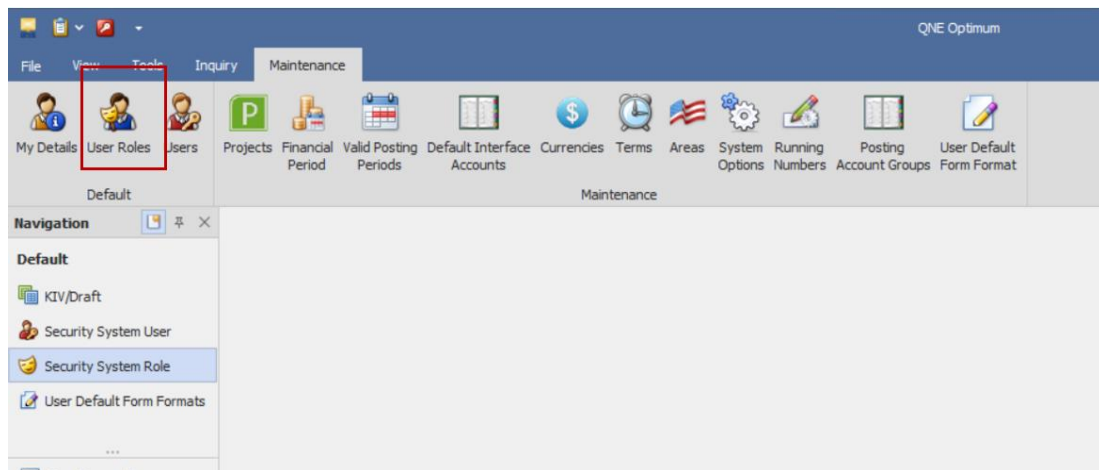 QNE Optimum
File View Tools Inquiry Maintenance
My Details User Roles Users Projects Financial Period Valid Posting Periods Default Interface Accounts Currencies Terms Areas System Options Running Numbers Posting Account Groups User Default Form Format
Default Maintenance
Navigation
Default
KIV/Draft
Security System User
Security System Role
User Default Form Formats
...